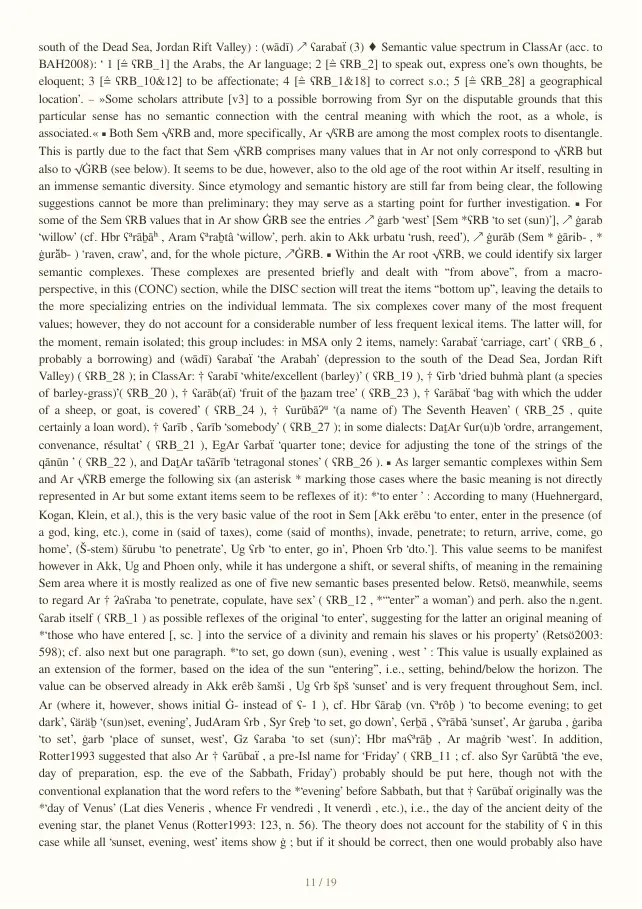 south of the Dead Sea, Jordan Rift Valley) : (wādī) ↗ ʕarabaẗ (3) ♦ Semantic value spectrum in ClassAr (acc. to
BAH2008): ‘ 1 [≙ ʕRB_1] the Arabs, the Ar language; 2 [≙ ʕRB_2] to speak out, express one’s own thoughts, be
eloquent; 3 [≙ ʕRB_10&12] to be affectionate; 4 [≙ ʕRB_1&18] to correct s.o.; 5 [≙ ʕRB_28] a geographical
location’. – »Some scholars attribute [v3] to a possible borrowing from Syr on the disputable grounds that this
particular sense has no semantic connection with the central meaning with which the root, as a whole, is
associated.« ▪ Both Sem √ʕRB and, more specifically, Ar √ʕRB are among the most complex roots to disentangle.
This is partly due to the fact that Sem √ʕRB comprises many values that in Ar not only correspond to √ʕRB but
also to √ĠRB (see below). It seems to be due, however, also to the old age of the root within Ar itself, resulting in
an immense semantic diversity. Since etymology and semantic history are still far from being clear, the following
suggestions cannot be more than preliminary; they may serve as a starting point for further investigation. ▪ For
some of the Sem ʕRB values that in Ar show ĠRB see the entries ↗ ġarb ‘west’ [Sem *ʕRB ‘to set (sun)’], ↗ ġarab
‘willow’ (cf. Hbr ʕᵃrābāʰ , Aram ʕᵃrabtâ ‘willow’, perh. akin to Akk urbatu ‘rush, reed’), ↗ ġurāb (Sem * ġārib- , *
ġurā̆b- ) ‘raven, craw’, and, for the whole picture, ↗ĠRB. ▪ Within the Ar root √ʕRB, we could identify six larger
semantic complexes. These complexes are presented briefly and dealt with “from above”, from a macro-
perspective, in this (CONC) section, while the DISC section will treat the items “bottom up”, leaving the details to
the more specializing entries on the individual lemmata. The six complexes cover many of the most frequent
values; however, they do not account for a considerable number of less frequent lexical items. The latter will, for
the moment, remain isolated; this group includes: in MSA only 2 items, namely: ʕarabaẗ ‘carriage, cart’ ( ʕRB_6 ,
probably a borrowing) and (wādī) ʕarabaẗ ‘the Arabah’ (depression to the south of the Dead Sea, Jordan Rift
Valley) ( ʕRB_28 ); in ClassAr: † ʕarabī ‘white/excellent (barley)’ ( ʕRB_19 ), † ʕirb ‘dried buhmà plant (a species
of barley-grass)’( ʕRB_20 ), † ʕarāb(aẗ) ‘fruit of the ḫazam tree’ ( ʕRB_23 ), † ʕarābaẗ ‘bag with which the udder
of a sheep, or goat, is covered’ ( ʕRB_24 ), † ʕurūbāʔᵘ ‘(a name of) The Seventh Heaven’ ( ʕRB_25 , quite
certainly a loan word), † ʕarīb , ʕarīb ‘somebody’ ( ʕRB_27 ); in some dialects: DaṯAr ʕur(u)b ‘ordre, arrangement,
convenance, résultat’ ( ʕRB_21 ), EgAr ʕarbaẗ ‘quarter tone; device for adjusting the tone of the strings of the
qānūn ’ ( ʕRB_22 ), and DaṯAr taʕārīb ‘tetragonal stones’ ( ʕRB_26 ). ▪ As larger semantic complexes within Sem
and Ar √ʕRB emerge the following six (an asterisk * marking those cases where the basic meaning is not directly
represented in Ar but some extant items seem to be reflexes of it): *‘to enter ’ : According to many (Huehnergard,
Kogan, Klein, et al.), this is the very basic value of the root in Sem [Akk erēbu ‘to enter, enter in the presence (of
a god, king, etc.), come in (said of taxes), come (said of months), invade, penetrate; to return, arrive, come, go
home’, (Š-stem) šūrubu ‘to penetrate’, Ug ʕrb ‘to enter, go in’, Phoen ʕrb ‘dto.’]. This value seems to be manifest
however in Akk, Ug and Phoen only, while it has undergone a shift, or several shifts, of meaning in the remaining
Sem area where it is mostly realized as one of five new semantic bases presented below. Retsö, meanwhile, seems
to regard Ar † ʔaʕraba ‘to penetrate, copulate, have sex’ ( ʕRB_12 , *“‘enter” a woman’) and perh. also the n.gent.
ʕarab itself ( ʕRB_1 ) as possible reflexes of the original ‘to enter’, suggesting for the latter an original meaning of
*‘those who have entered [, sc. ] into the service of a divinity and remain his slaves or his property’ (Retsö2003:
598); cf. also next but one paragraph. *‘to set, go down (sun), evening , west ’ : This value is usually explained as
an extension of the former, based on the idea of the sun “entering”, i.e., setting, behind/below the horizon. The
value can be observed already in Akk erēb šamši , Ug ʕrb špš ‘sunset’ and is very frequent throughout Sem, incl.
Ar (where it, however, shows initial Ġ- instead of ʕ- 1 ), cf. Hbr ʕāraḇ (vn. ʕᵃrôḇ ) ‘to become evening; to get
dark’, ʕäräḇ ‘(sun)set, evening’, JudAram ʕrb , Syr ʕreḇ ‘to set, go down’, ʕerḇā , ʕᵉrābā ‘sunset’, Ar ġaruba , ġariba
‘to set’, ġarb ‘place of sunset, west’, Gz ʕaraba ‘to set (sun)’; Hbr maʕᵃrāḇ , Ar maġrib ‘west’. In addition,
Rotter1993 suggested that also Ar † ʕarūbaẗ , a pre-Isl name for ‘Friday’ ( ʕRB_11 ; cf. also Syr ʕarūbtā ‘the eve,
day of preparation, esp. the eve of the Sabbath, Friday’) probably should be put here, though not with the
conventional explanation that the word refers to the *‘evening’ before Sabbath, but that † ʕarūbaẗ originally was the
*‘day of Venus’ (Lat dies Veneris , whence Fr vendredi , It venerdì , etc.), i.e., the day of the ancient deity of the
evening star, the planet Venus (Rotter1993: 123, n. 56). The theory does not account for the stability of ʕ in this
case while all ‘sunset, evening, west’ items show ġ ; but if it should be correct, then one would probably also have
11 / 19